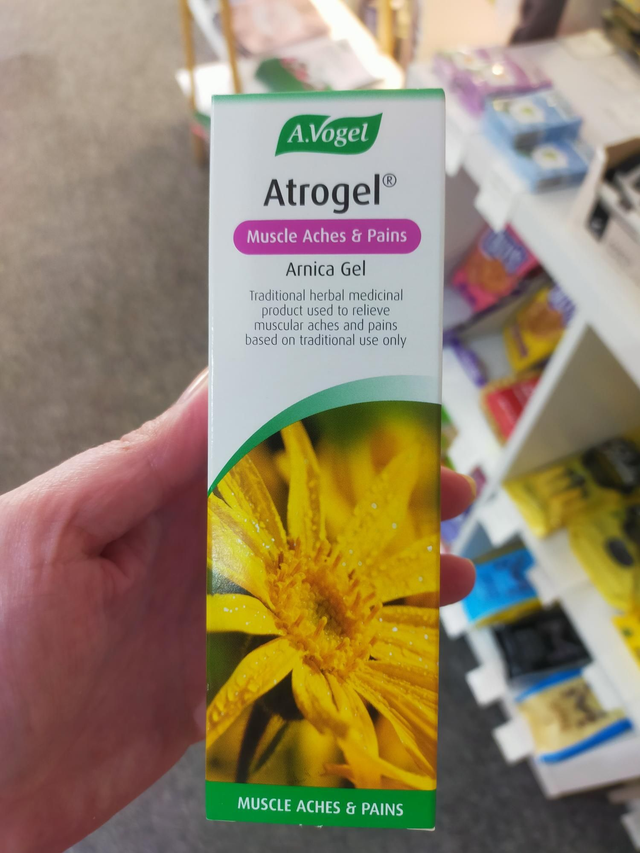 A.Vogel
Atrogel®
Muscle Aches & Pains
Arnica Gel
Traditional herbal medicinal
product used to relieve
muscular aches and pains
based on traditional use only
MUSCLE ACHES & PAINS